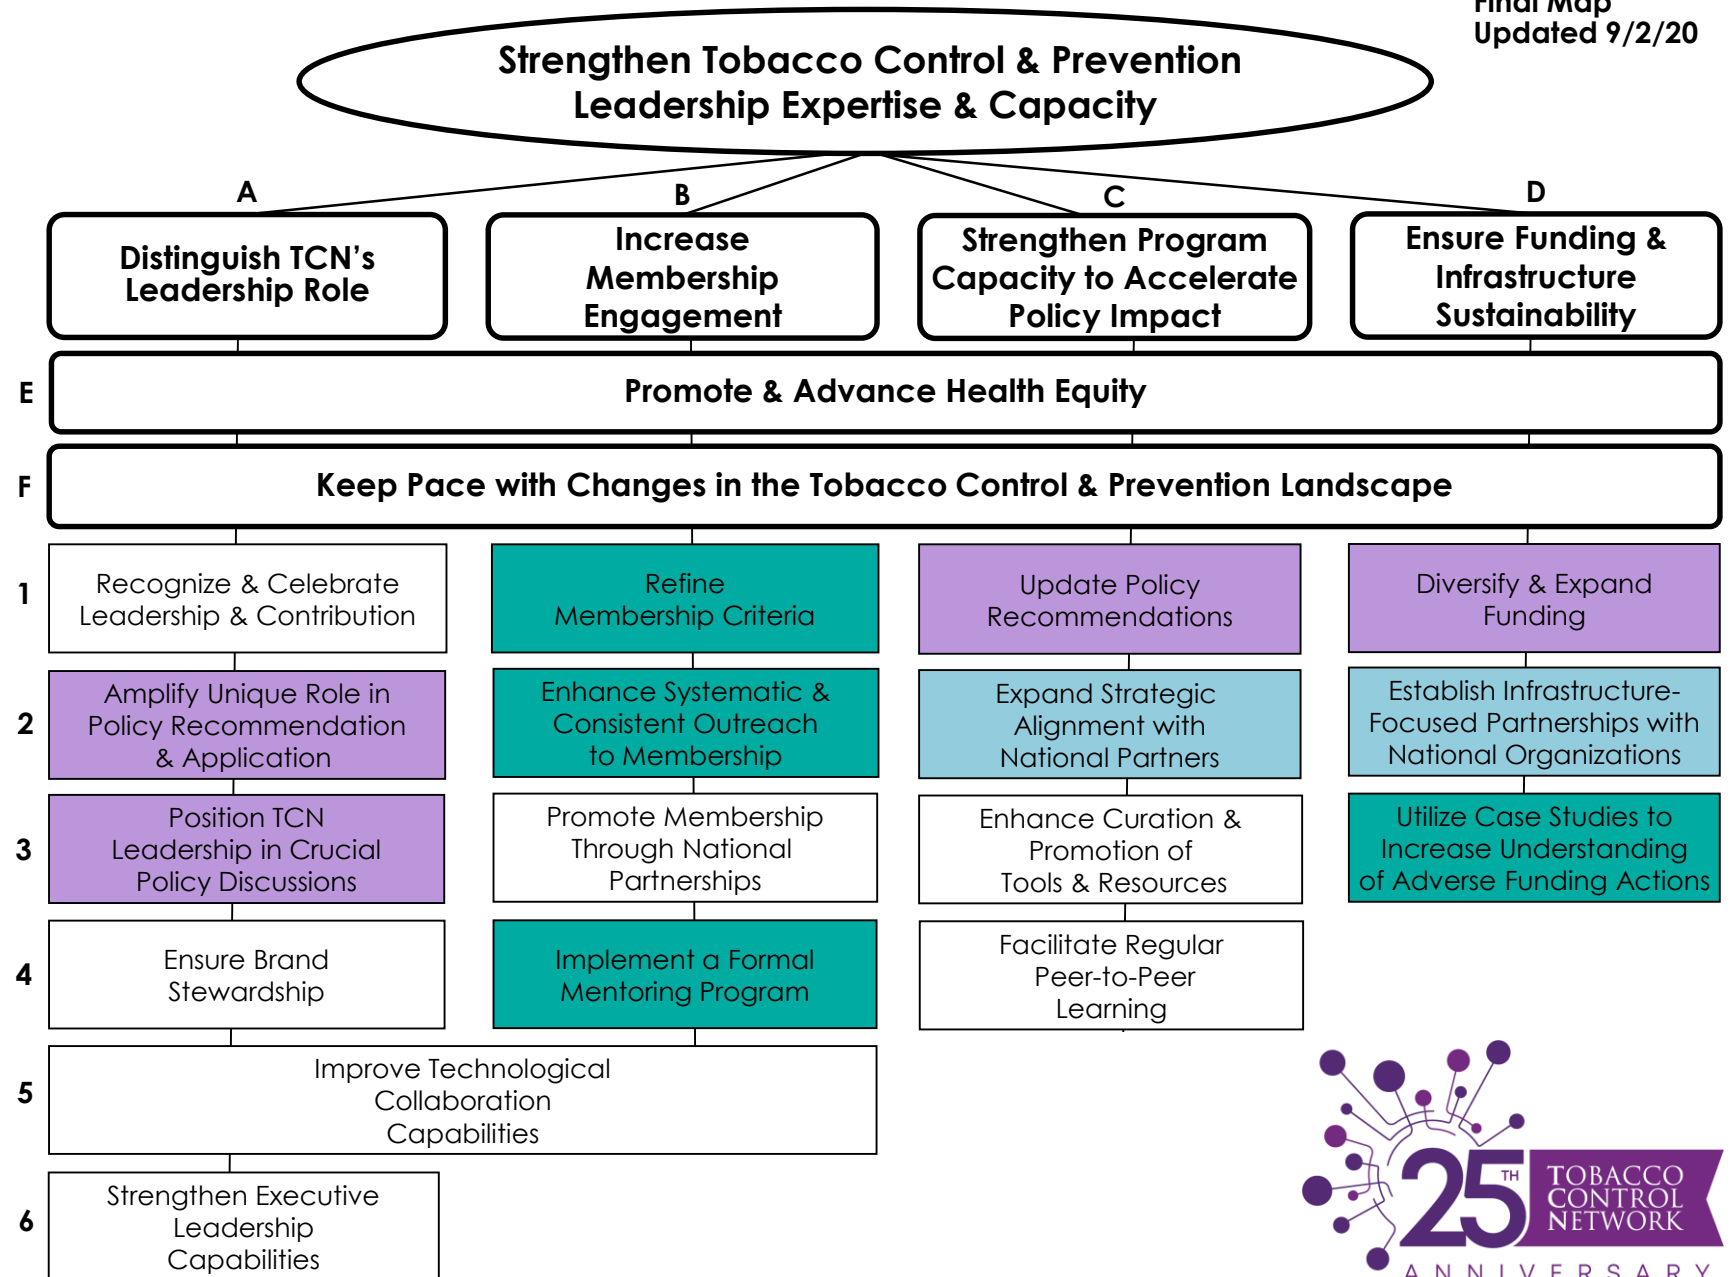 Final Map
Updated 9/2/20
Strengthen Tobacco Control & Prevention
Leadership Expertise & Capacity
A
B
C
D
Distinguish TCN's
Leadership Role
Increase
Membership
Engagement
Strengthen Program
Capacity to Accelerate
Policy Impact
Ensure Funding &
Infrastructure
Sustainability
E
Promote & Advance Health Equity
F
Keep Pace with Changes in the Tobacco Control & Prevention Landscape
1
Recognize & Celebrate
Leadership & Contribution
Refine
Membership Criteria
Update Policy
Recommendations
Diversify & Expand
Funding
2
Amplify Unique Role in
Policy Recommendation
& Application
Enhance Systematic &
Consistent Outreach
to Membership
Expand Strategic
Alignment with
National Partners
Establish Infrastructure-
Focused Partnerships with
National Organizations
3
Position TCN
Leadership in Crucial
Policy Discussions
Promote Membership
Through National
Partnerships
Enhance Curation &
Promotion of
Tools & Resources
Utilize Case Studies to
Increase Understanding
of Adverse Funding Actions
4
Ensure Brand
Stewardship
Implement a Formal
Mentoring Program
Facilitate Regular
Peer-to-Peer
Learning
5
Improve Technological
Collaboration
Capabilities
6
Strengthen Executive
Leadership
Capabilities
25TH
TOBACCO
CONTROL
NETWORK
ANNIVERSARY